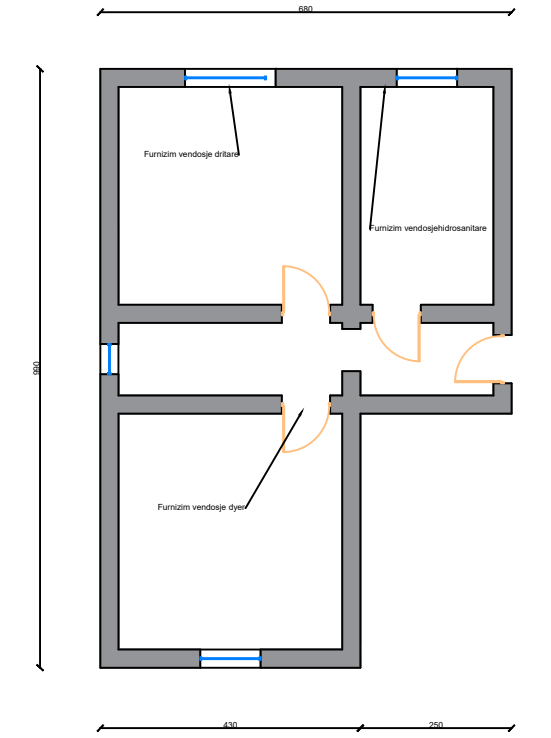 680
Furnizim vendosje dritare
Furnizim vendosjehidrosanitare
990
Furnizim vendosje dyer
430
250